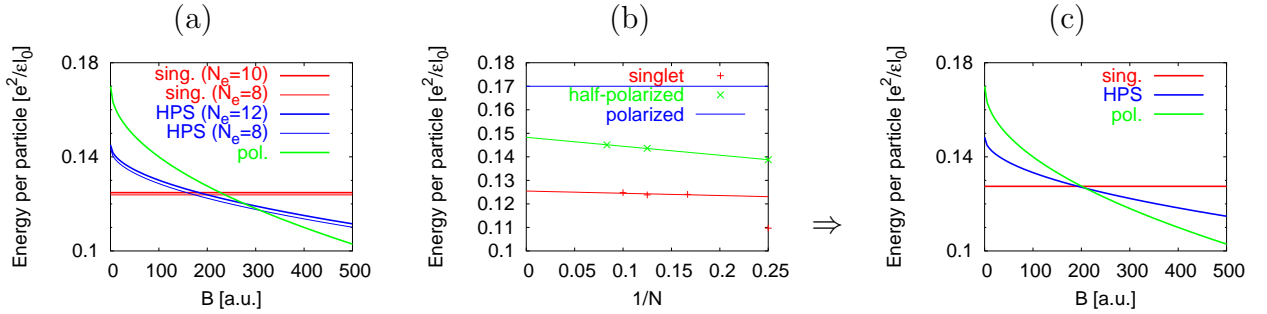 (a)
Energy per particle [e²/εl₀]
0.18
0.14
0.1
sing. (Nₑ=10)
sing. (Nₑ=8)
HPS (Nₑ=12)
HPS (Nₑ=8)
pol.
0 100 200 300 400 500
B [a.u.]
(b)
Energy per particle [e²/εl₀]
0.18
0.17
0.16
0.15
0.14
0.13
0.12
0.11
0.1
singlet
half-polarized
polarized
0 0.05 0.1 0.15 0.2 0.25
1/N
⇒
(c)
Energy per particle [e²/εl₀]
0.18
0.14
0.1
sing.
HPS
pol.
0 100 200 300 400 500
B [a.u.]